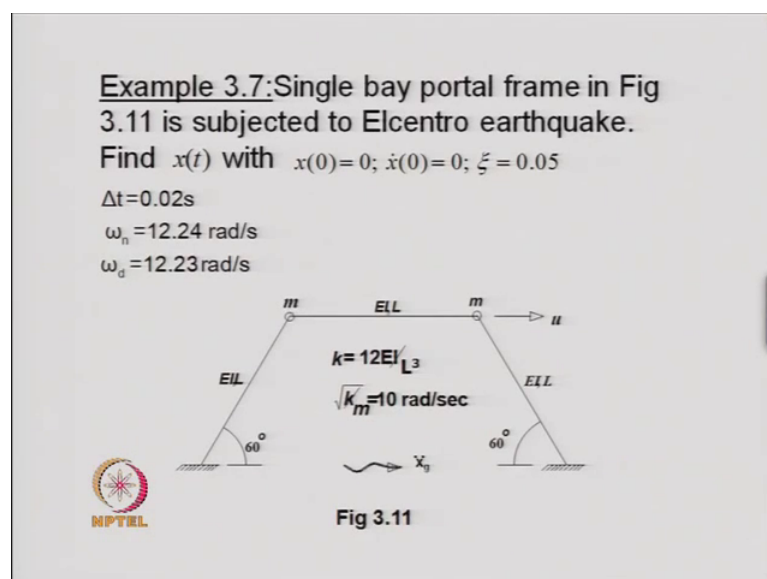 Example 3.7:Single bay portal frame in Fig
3.11 is subjected to Elcentro earthquake.
Find x(t) with x(0)= 0; ẋ(0)= 0; ξ = 0.05
Δt=0.02s
ωn =12.24 rad/s
ωd =12.23rad/s
m EI,L m
u
k= 12EI/L³
EI,L EI,L
√k/m=10 rad/sec
60° 60°
ẍg
NPTEL
Fig 3.11